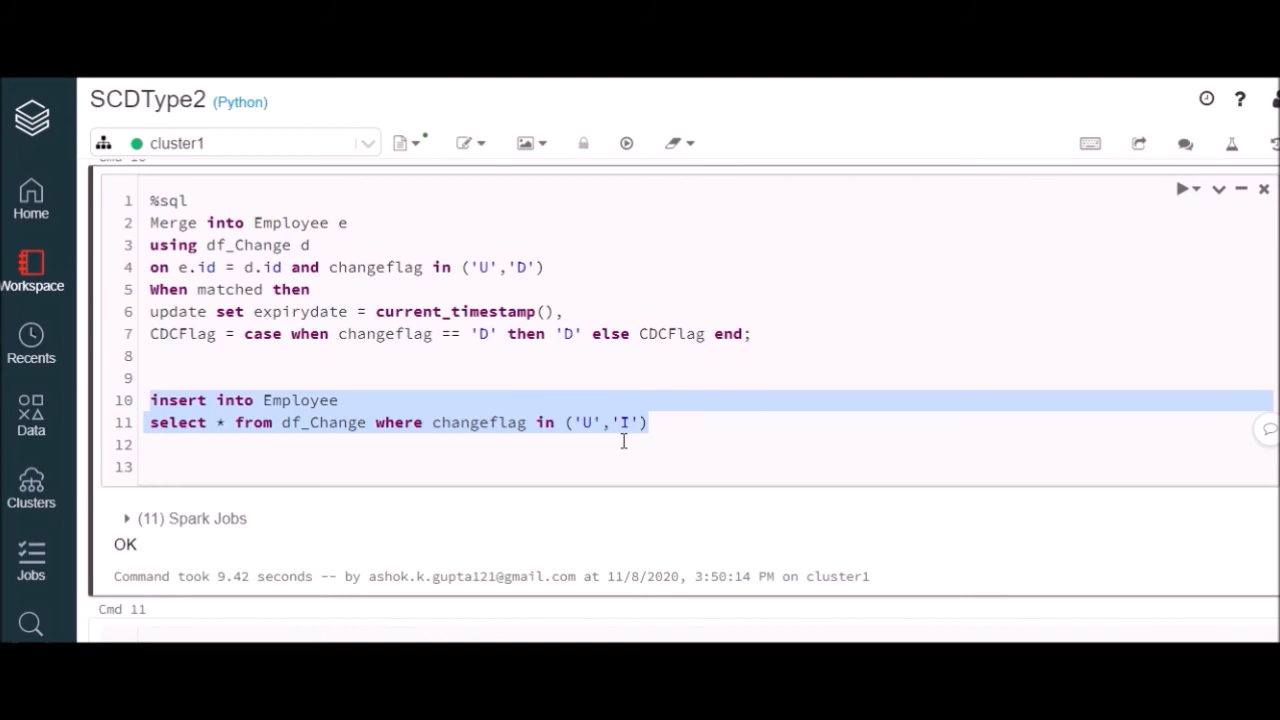 SCDType2 (Python)
cluster1
1 %sql
2 Merge into Employee e
3 using df_Change d
4 on e.id = d.id and changeflag in ('U','D')
5 When matched then
6 update set expirydate = current_timestamp(),
7 CDCFlag = case when changeflag == 'D' then 'D' else CDCFlag end;
8
9
10 insert into Employee
11 select * from df_Change where changeflag in ('U','I')
12
13
(11) Spark Jobs
OK
Command took 9.42 seconds -- by ashok.k.gupta121@gmail.com at 11/8/2020, 3:50:14 PM on cluster1
Cmd 11
Home
Workspace
Recents
Data
Clusters
Jobs